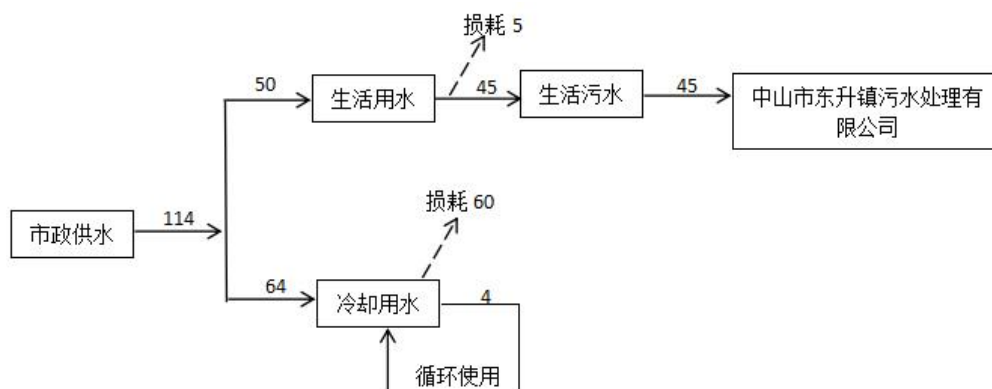 损耗 5
50
生活用水
45
生活污水
45
中山市东升镇污水处理有
限公司
市政供水
114
损耗 60
64
冷却用水
4
循环使用